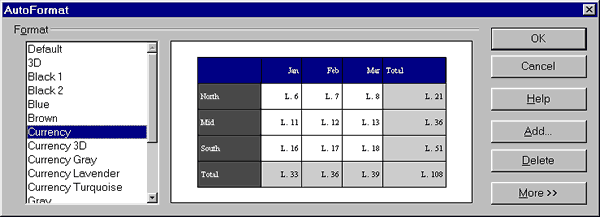 AutoFormat
Format
Default
3D
Black 1
Black 2
Blue
Brown
Currency
Currency 3D
Currency Gray
Currency Lavender
Currency Turquoise
Gray
Jan Feb Mar Total
North L. 6 L. 7 L. 8 L. 21
Mid L. 11 L. 12 L. 13 L. 36
South L. 16 L. 17 L. 18 L. 51
Total L. 33 L. 36 L. 39 L. 108
OK
Cancel
Help
Add...
Delete
More >>